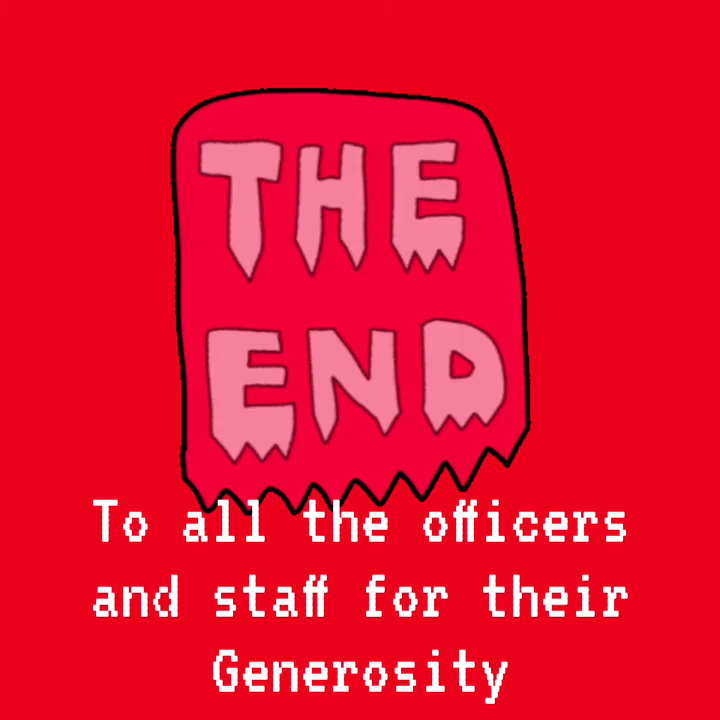 THE
END
To all the officers
and staff for their
Generosity